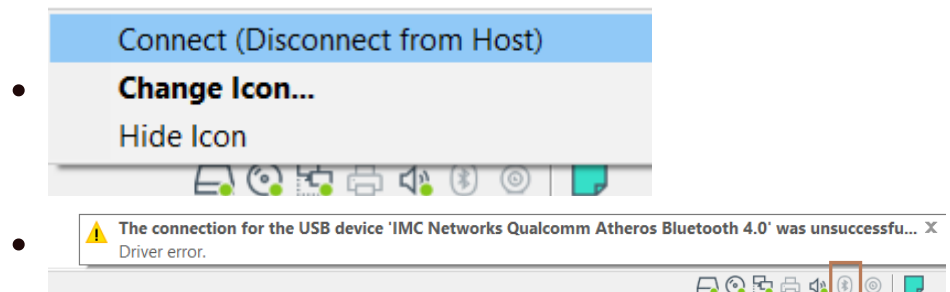 Connect (Disconnect from Host)
Change Icon...
Hide Icon
The connection for the USB device 'IMC Networks Qualcomm Atheros Bluetooth 4.0' was unsuccessfu... X
Driver error.